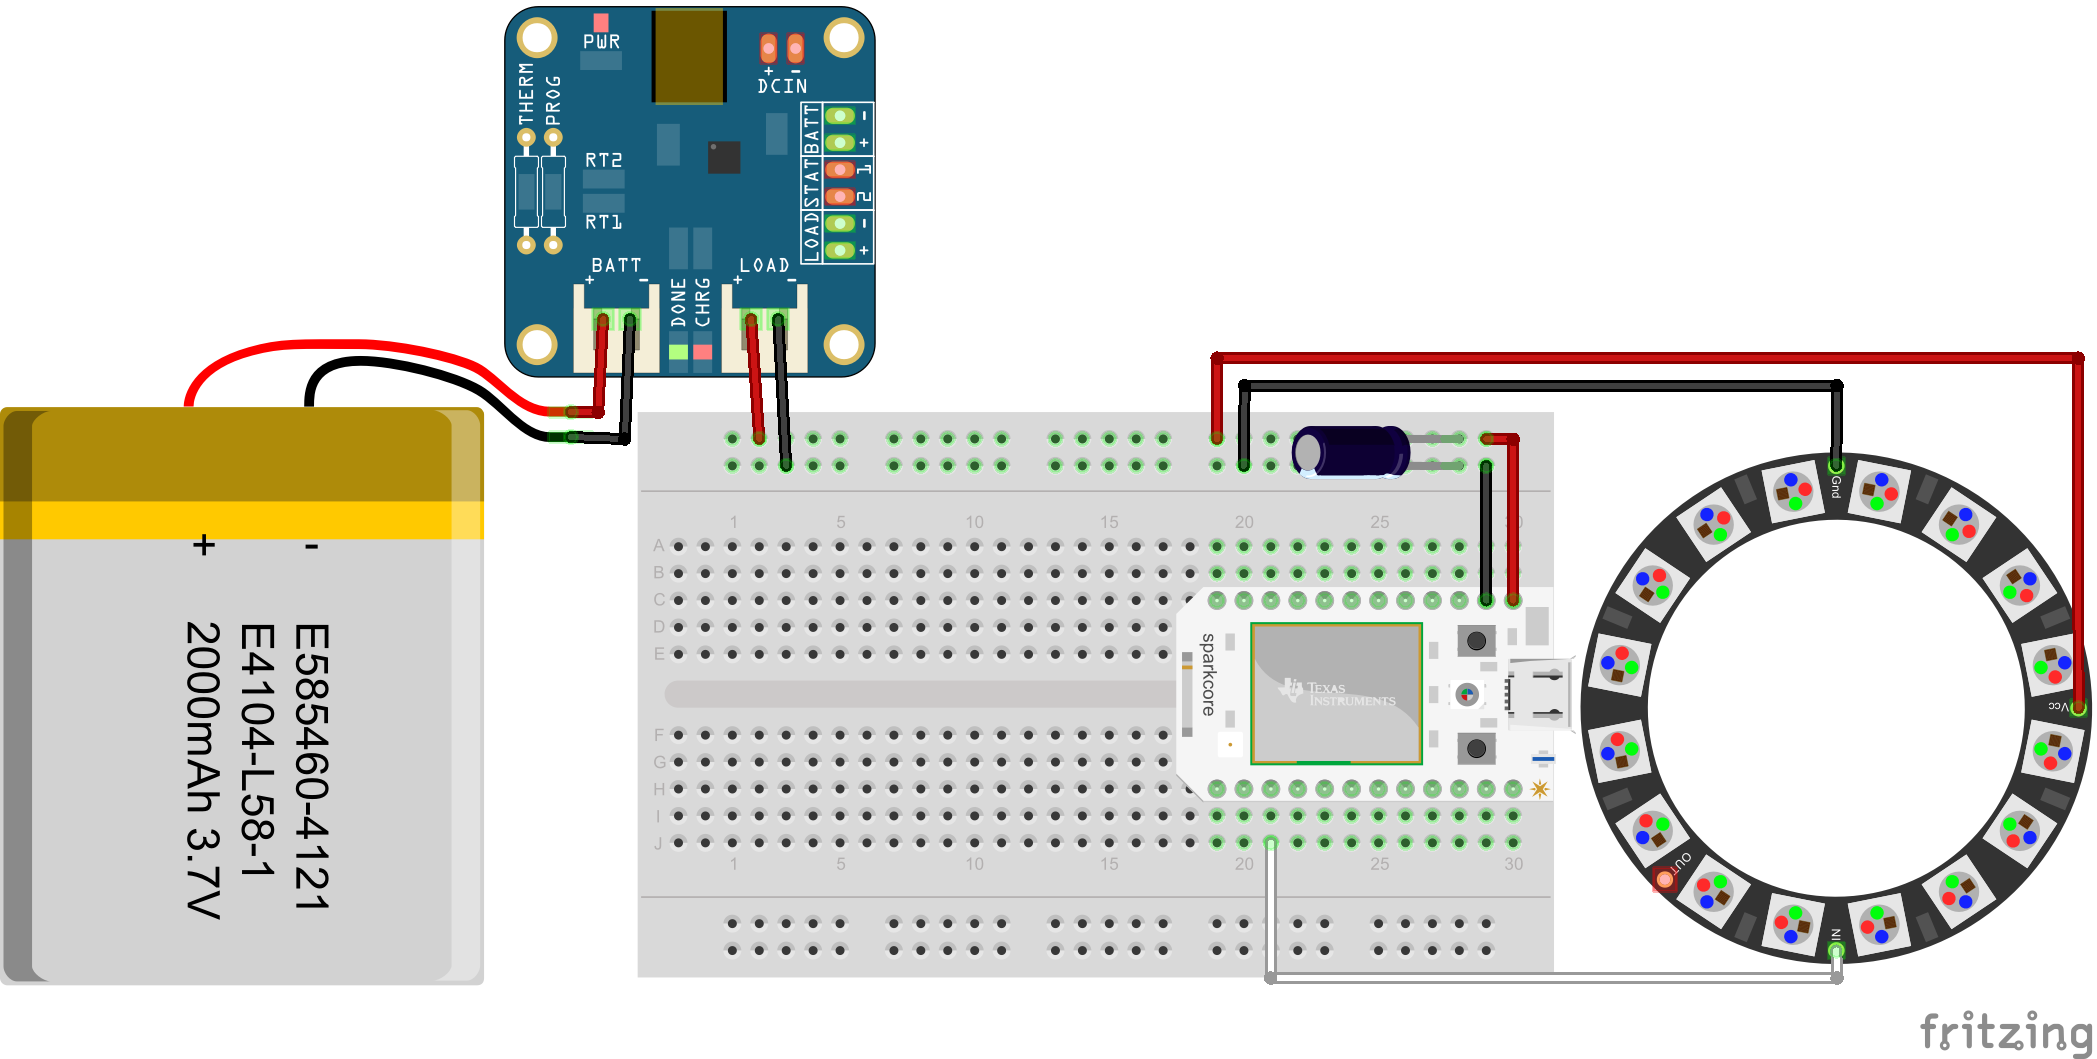 PWR
THERM
PROG
+ -
DCIN
BATT
-
+
STAT
1
2
LOAD
-
+
RT2
RT1
BATT
+ -
LOAD
+ -
DONE
CHRG
+ -
E585460-4121
E4104-L58-1
2000mAh 3.7V
1 5 10 15 20 25 30
A
B
C
D
E
F
G
H
I
J
1 5 10 15 20 25 30
sparkcore
TEXAS
INSTRUMENTS
Gnd
Vcc
OUT
IN
fritzing